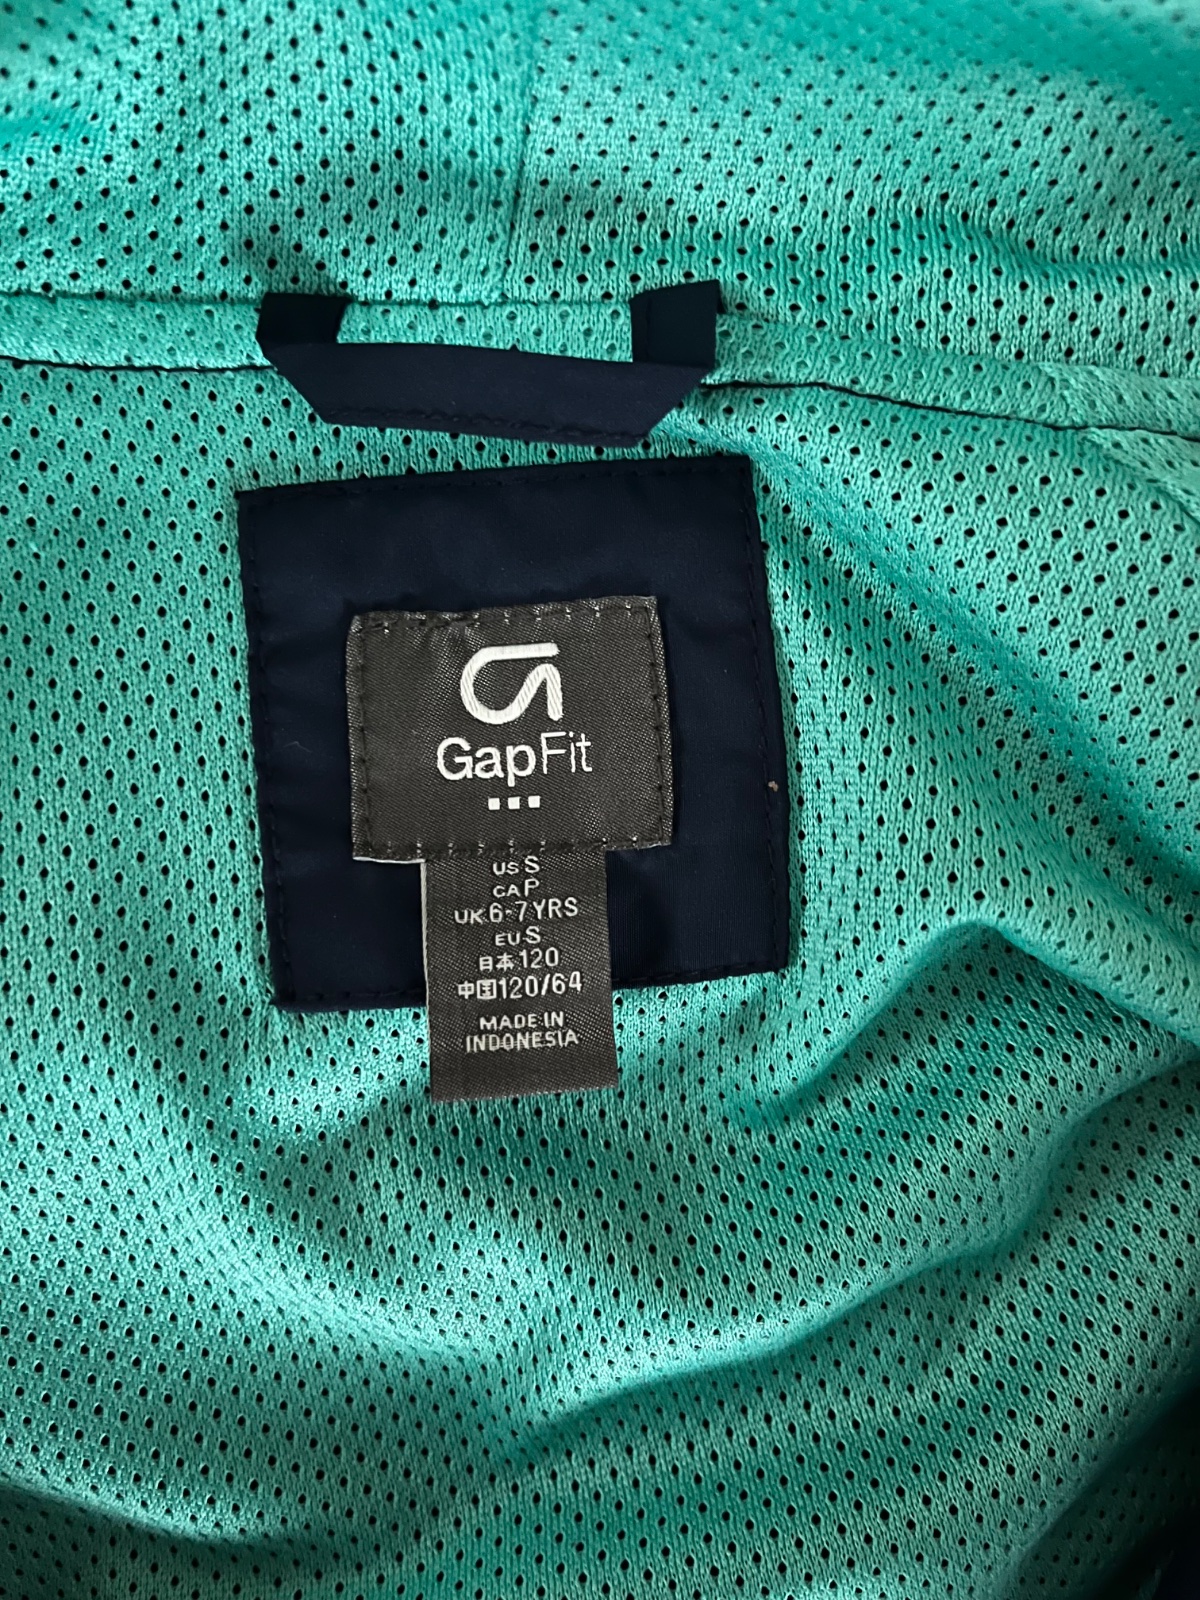 GapFit
US S
CA P
UK 6-7 YRS
EU S
日本 120
中国 120/64
MADE IN
INDONESIA